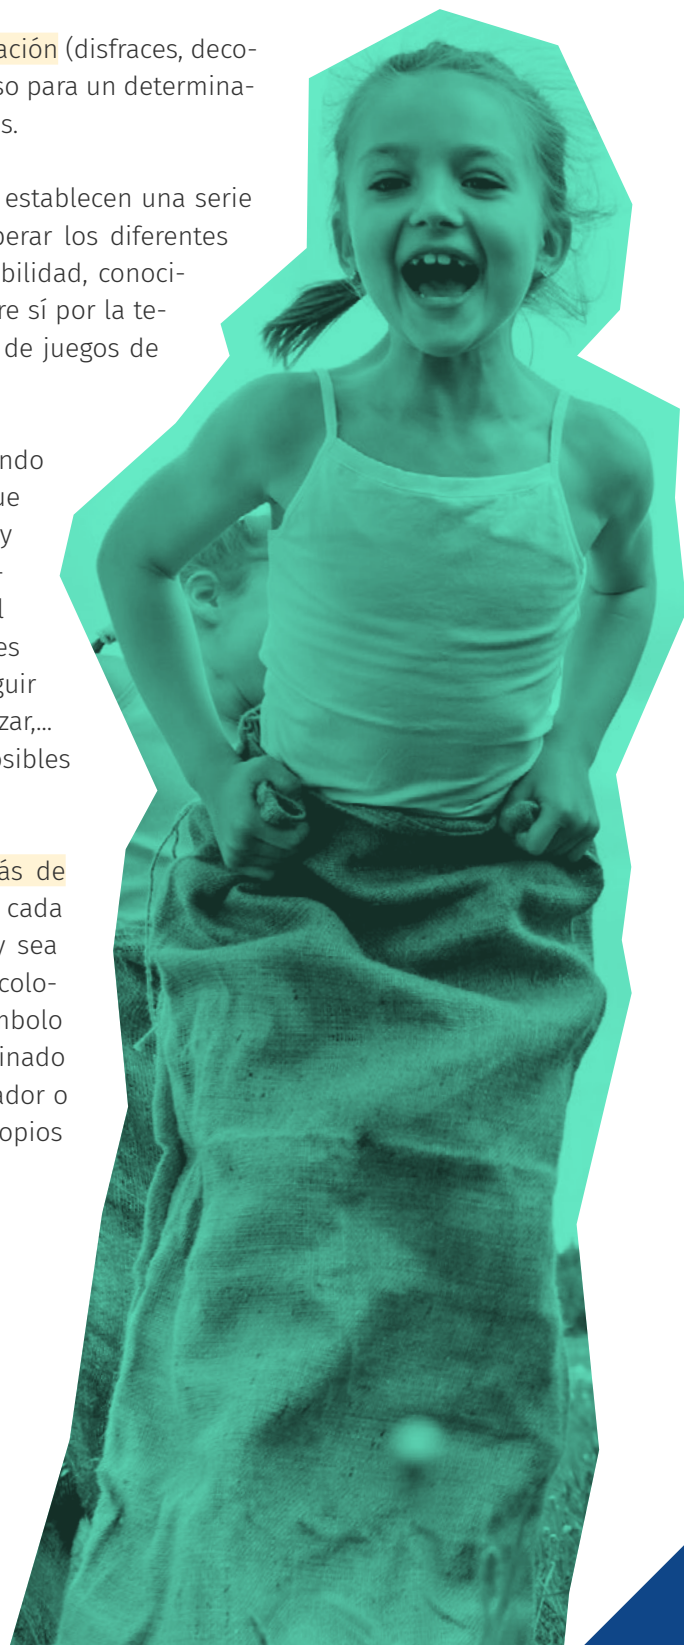 ación (disfraces, deco-
so para un determina-
s.
establecen una serie
perar los diferentes
bilidad, conoci-
re sí por la te-
de juegos de
ndo
ue
y
-
l
es
guir
zar,...
osibles
ás de
cada
y sea
colo-
mbolo
inado
ador o
opios